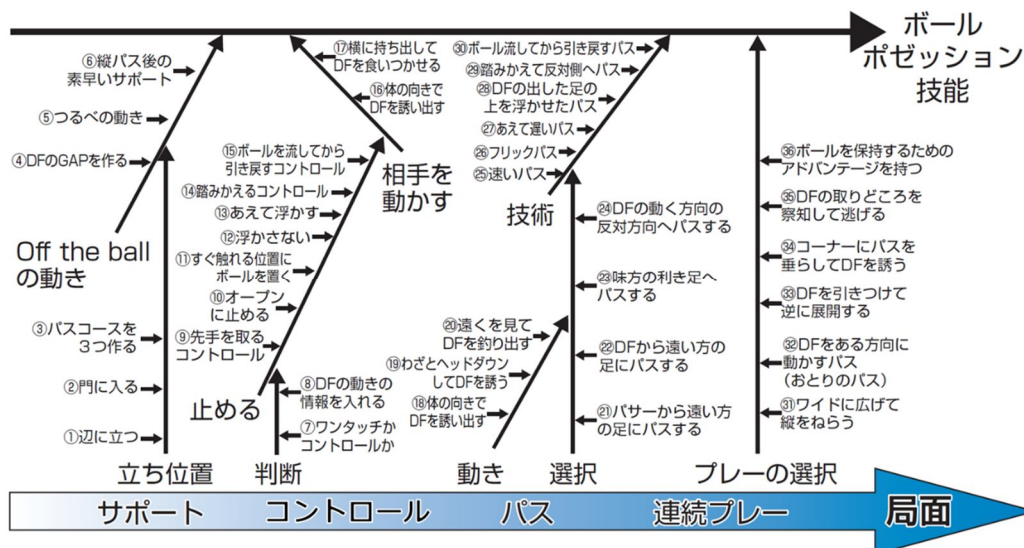 ボール
ポゼッション
技能
⑥縦パス後の
素早いサポート
⑤つるべの動き
④DFのGAPを作る
Off the ball
の動き
③パスコースを
３つ作る
②門に入る
①辺に立つ
立ち位置
⑰横に持ち出して
DFを食いつかせる
⑯体の向きで
DFを誘い出す
相手を
動かす
⑮ボールを流してから
引き戻すコントロール
⑭踏みかえるコントロール
⑬あえて浮かす
⑫浮かさない
⑪すぐ触れる位置に
ボールを置く
⑩オープン
に止める
⑨先手を取る
コントロール
止める
⑧DFの動きの
情報を入れる
⑦ワンタッチか
コントロールか
判断
㉚ボール流してから引き戻すパス
㉙踏みかえて反対側へパス
㉘DFの出した足の
上を浮かせたパス
㉗あえて遅いパス
㉖フリックパス
㉕速いパス
技術
㉔DFの動く方向の
反対方向へパスする
㉓味方の利き足へ
パスする
㉒DFから遠い方の
足にパスする
㉑パサーから遠い方
の足にパスする
選択
⑳遠くを見て
DFを釣り出す
⑲わざとヘッドダウン
してDFを誘う
⑱体の向きで
DFを誘い出す
動き
㊱ボールを保持するための
アドバンテージを持つ
㉟DFの取りどころを
察知して逃げる
㉞コーナーにパスを
垂らしてDFを誘う
㉝DFを引きつけて
逆に展開する
㉜DFをある方向に
動かすパス
（おとりのパス）
㉛ワイドに広げて
縦をねらう
プレーの選択
サポート
コントロール
パス
連続プレー
局面